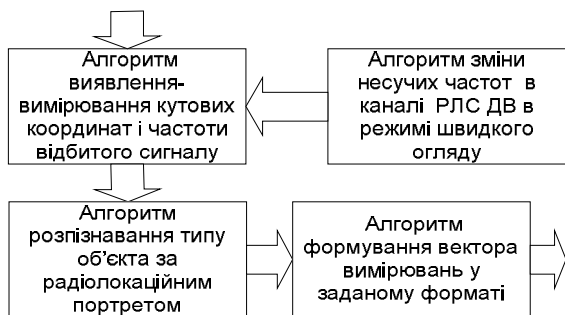 Алгоритм
виявлення-
вимірювання кутових
координат і частоти
відбитого сигналу
Алгоритм зміни
несучих частот в
каналі РЛС ДВ в
режимі швидкого
огляду
Алгоритм
розпізнавання типу
об’єкта за
радіолокаційним
портретом
Алгоритм
формування вектора
вимірювань у
заданому форматі